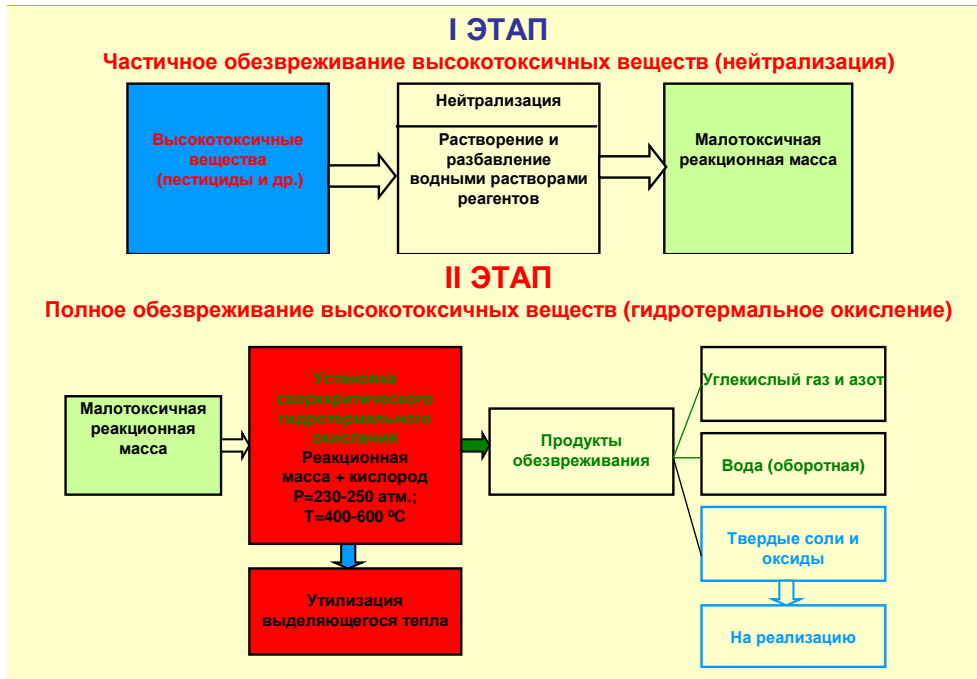 I ЭТАП
Частичное обезвреживание высокотоксичных веществ (нейтрализация)
Высокотоксичные
вещества
(пестициды и др.)
Нейтрализация
Растворение и
разбавление
водными растворами
реагентов
Малотоксичная
реакционная масса
II ЭТАП
Полное обезвреживание высокотоксичных веществ (гидротермальное окисление)
Малотоксичная
реакционная
масса
Установка
сверхкритического
гидротермального
окисления
Реакционная
масса + кислород
Р=230-250 атм.;
Т=400-600 ⁰С
Утилизация
выделяющегося тепла
Продукты
обезвреживания
Углекислый газ и азот
Вода (оборотная)
Твердые соли и
оксиды
На реализацию